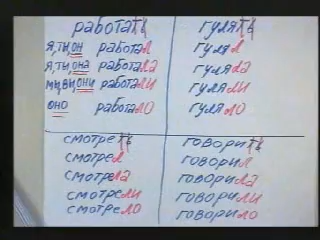 работать
я, ты, он работал
я, ты, она работала
мы, вы, они работали
оно работало
гулять
гулял
гуляла
гуляли
гуляло
смотреть
смотрел
смотрела
смотрели
смотрело
говорить
говорил
говорила
говорили
говорило